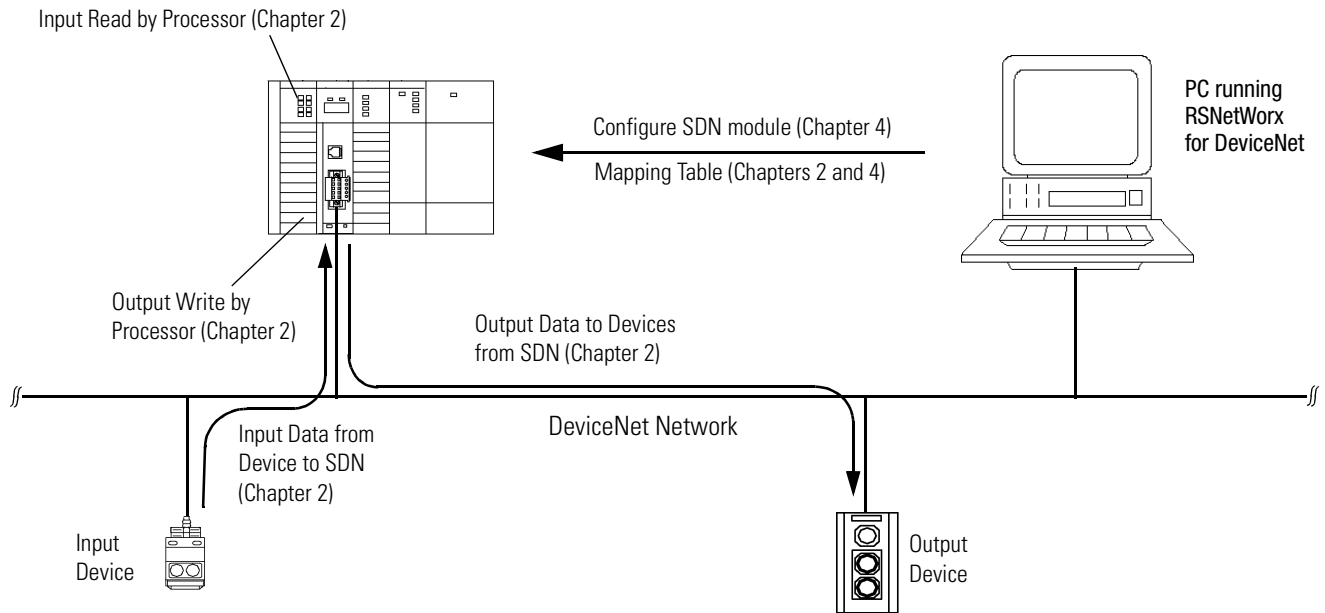 Input Read by Processor (Chapter 2)
PC running
RSNetWorx
for DeviceNet
Configure SDN module (Chapter 4)
Mapping Table (Chapters 2 and 4)
Output Write by
Processor (Chapter 2)
Output Data to Devices
from SDN (Chapter 2)
DeviceNet Network
Input Data from
Device to SDN
(Chapter 2)
Input
Device
Output
Device